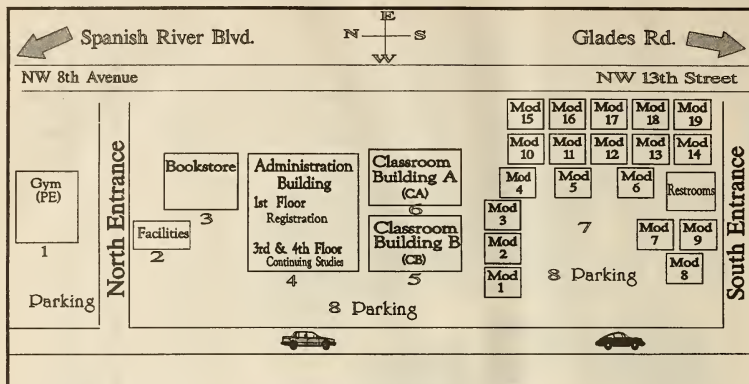 E
Spanish River Blvd.
N S
Glades Rd.
W
NW 8th Avenue
NW 13th Street
Gym
(PE)
1
Parking
North Entrance
Bookstore
3
Facilities
2
Administration
Building
1st Floor
Registration
3rd & 4th Floor
Continuing Studies
4
Classroom
Building A
(CA)
6
Classroom
Building B
(CB)
5
8 Parking
Mod
15
Mod
16
Mod
17
Mod
18
Mod
19
Mod
10
Mod
11
Mod
12
Mod
13
Mod
14
Mod
4
Mod
5
Mod
6
Restrooms
Mod
3
Mod
2
Mod
1
7
Mod
7
Mod
9
Mod
8
8 Parking
South Entrance